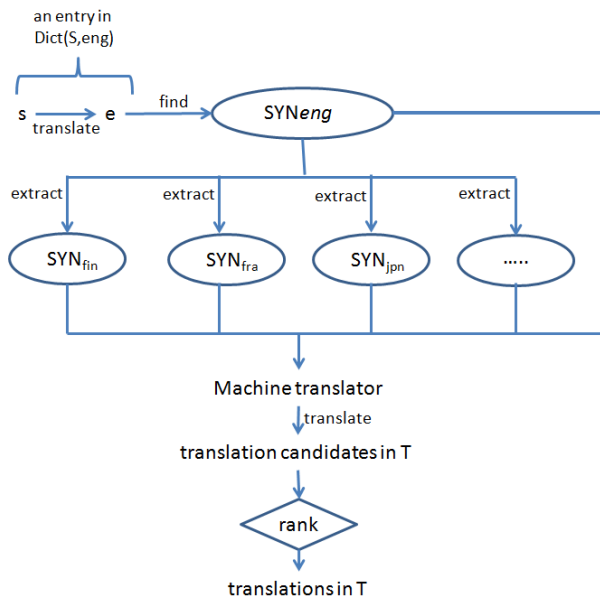 an entry in
Dict(S,eng)
s translate e find SYNeng
extract extract extract extract
SYNfin SYNfra SYNjpn .....
Machine translator
translate
translation candidates in T
rank
translations in T